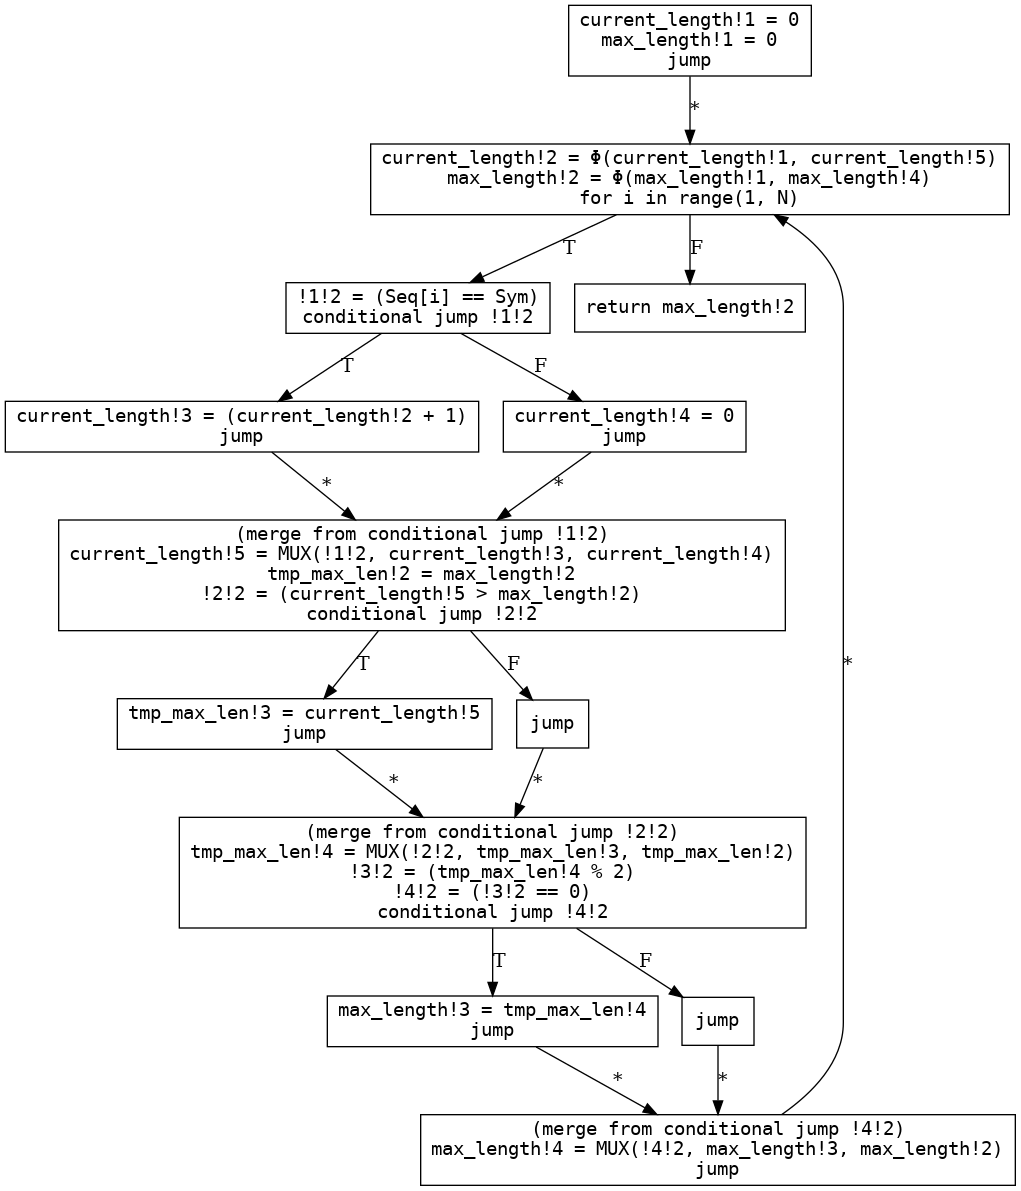 current_length!1 = 0
max_length!1 = 0
jump
*
current_length!2 = Φ(current_length!1, current_length!5)
max_length!2 = Φ(max_length!1, max_length!4)
for i in range(1, N)
T
F
!1!2 = (Seq[i] == Sym)
conditional jump !1!2
return max_length!2
T
F
current_length!3 = (current_length!2 + 1)
jump
current_length!4 = 0
jump
*
*
(merge from conditional jump !1!2)
current_length!5 = MUX(!1!2, current_length!3, current_length!4)
tmp_max_len!2 = max_length!2
!2!2 = (current_length!5 > max_length!2)
conditional jump !2!2
T
F
*
tmp_max_len!3 = current_length!5
jump
jump
*
*
(merge from conditional jump !2!2)
tmp_max_len!4 = MUX(!2!2, tmp_max_len!3, tmp_max_len!2)
!3!2 = (tmp_max_len!4 % 2)
!4!2 = (!3!2 == 0)
conditional jump !4!2
T
F
max_length!3 = tmp_max_len!4
jump
jump
*
*
(merge from conditional jump !4!2)
max_length!4 = MUX(!4!2, max_length!3, max_length!2)
jump